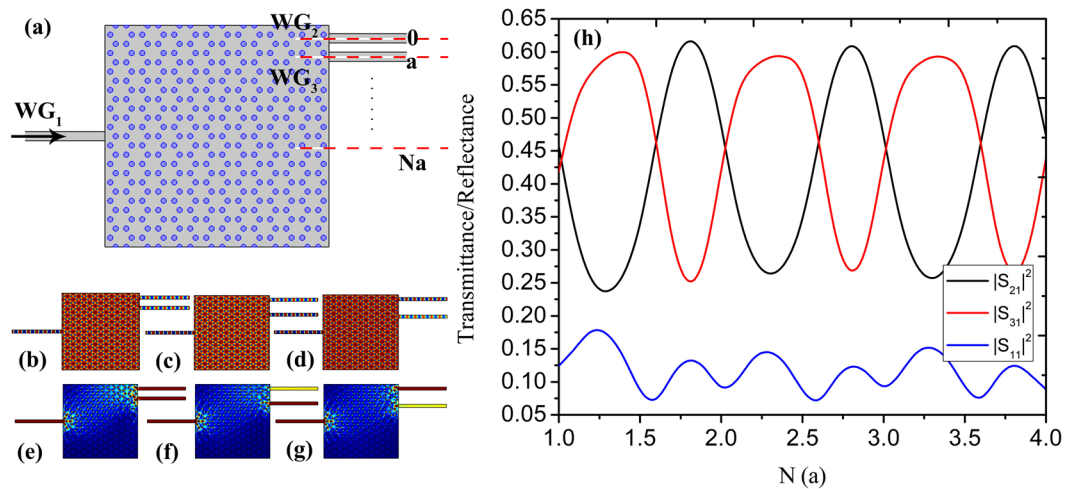 (a)
WG2
0
a
WG3
WG1
Na
(b)
(c)
(d)
(e)
(f)
(g)
(h)
Transmittance/Reflectance
0.65
0.60
0.55
0.50
0.45
0.40
0.35
0.30
0.25
0.20
0.15
0.10
0.05
|S21|²
|S31|²
|S11|²
1.0 1.5 2.0 2.5 3.0 3.5 4.0
N (a)